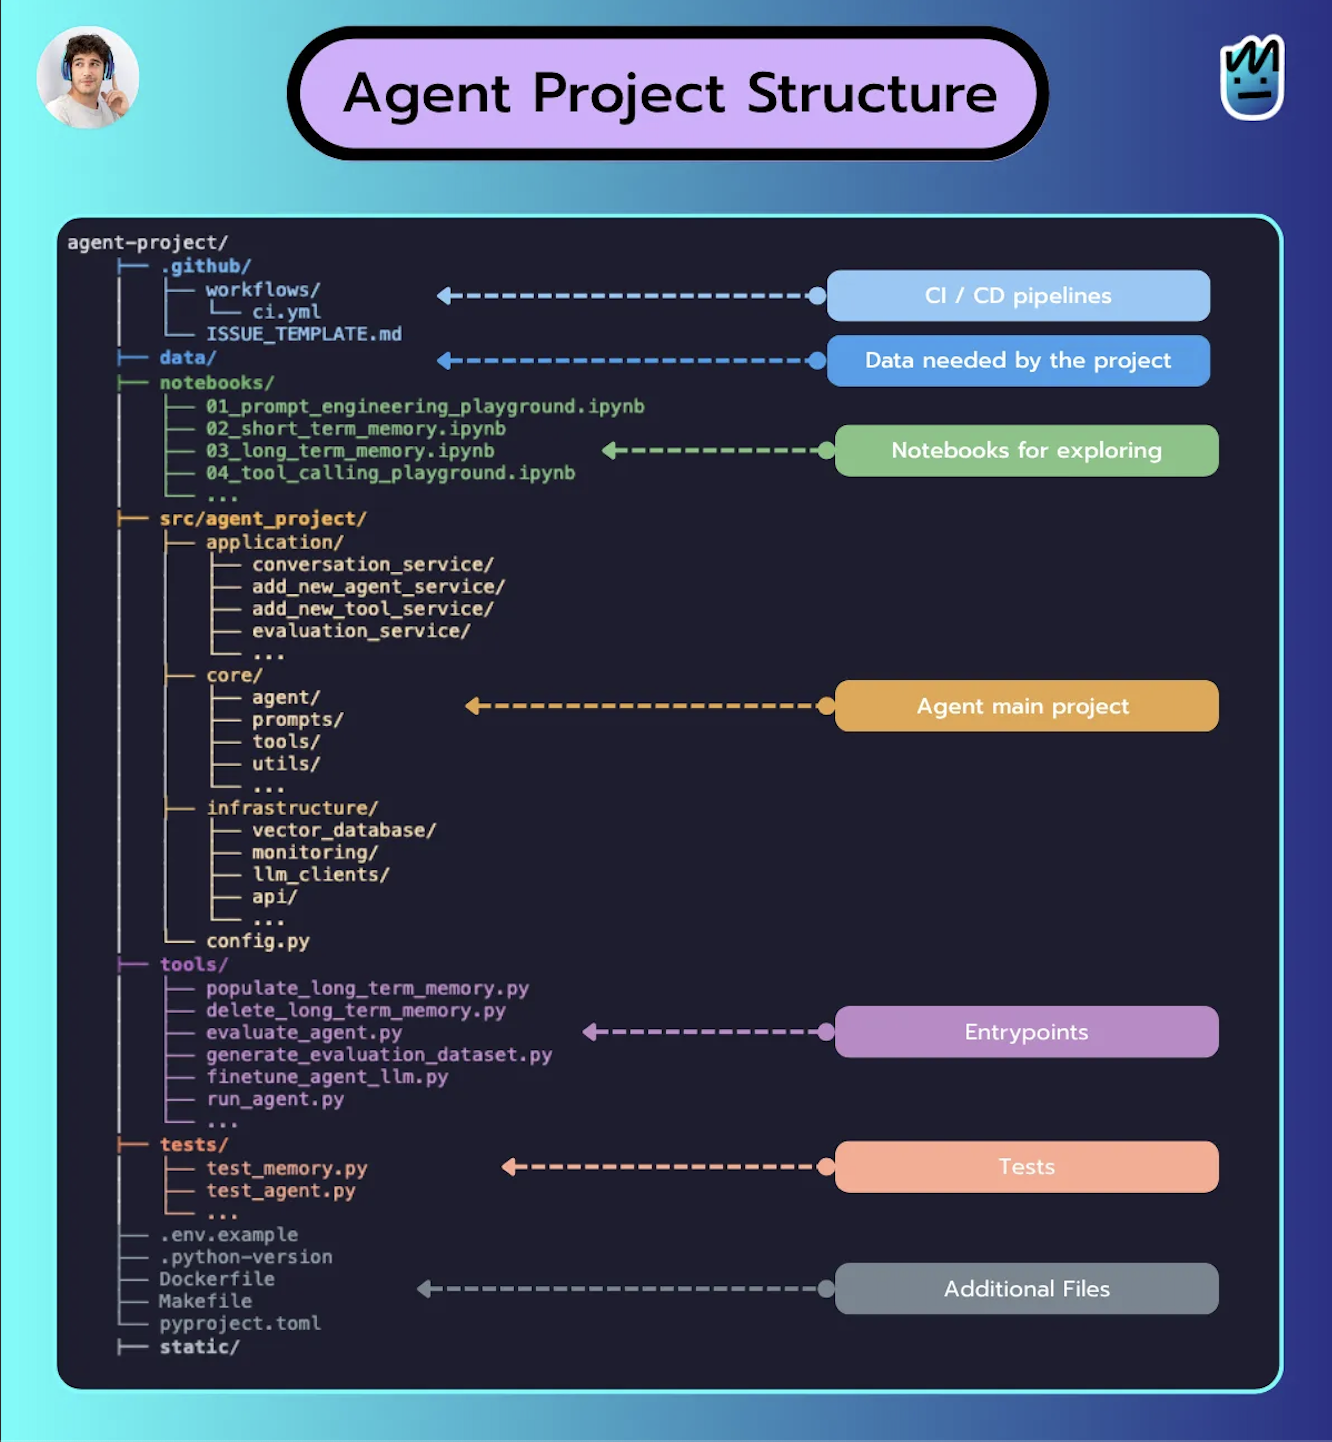 Agent Project Structure
agent-project/
├── .github/
│   ├── workflows/
│   │   └── ci.yml
│   └── ISSUE_TEMPLATE.md
CI / CD pipelines
├── data/
Data needed by the project
├── notebooks/
│   ├── 01_prompt_engineering_playground.ipynb
│   ├── 02_short_term_memory.ipynb
│   ├── 03_long_term_memory.ipynb
│   ├── 04_tool_calling_playground.ipynb
│   └── ...
Notebooks for exploring
├── src/agent_project/
│   ├── application/
│   │   ├── conversation_service/
│   │   ├── add_new_agent_service/
│   │   ├── add_new_tool_service/
│   │   ├── evaluation_service/
│   │   └── ...
│   ├── core/
│   │   ├── agent/
│   │   ├── prompts/
│   │   ├── tools/
│   │   ├── utils/
│   │   └── ...
Agent main project
│   ├── infrastructure/
│   │   ├── vector_database/
│   │   ├── monitoring/
│   │   ├── llm_clients/
│   │   ├── api/
│   │   └── ...
│   └── config.py
├── tools/
│   ├── populate_long_term_memory.py
│   ├── delete_long_term_memory.py
│   ├── evaluate_agent.py
│   ├── generate_evaluation_dataset.py
│   ├── finetune_agent_llm.py
│   ├── run_agent.py
│   └── ...
Entrypoints
├── tests/
│   ├── test_memory.py
│   ├── test_agent.py
│   └── ...
Tests
├── .env.example
├── .python-version
├── Dockerfile
├── Makefile
└── pyproject.toml
Additional Files
├── static/